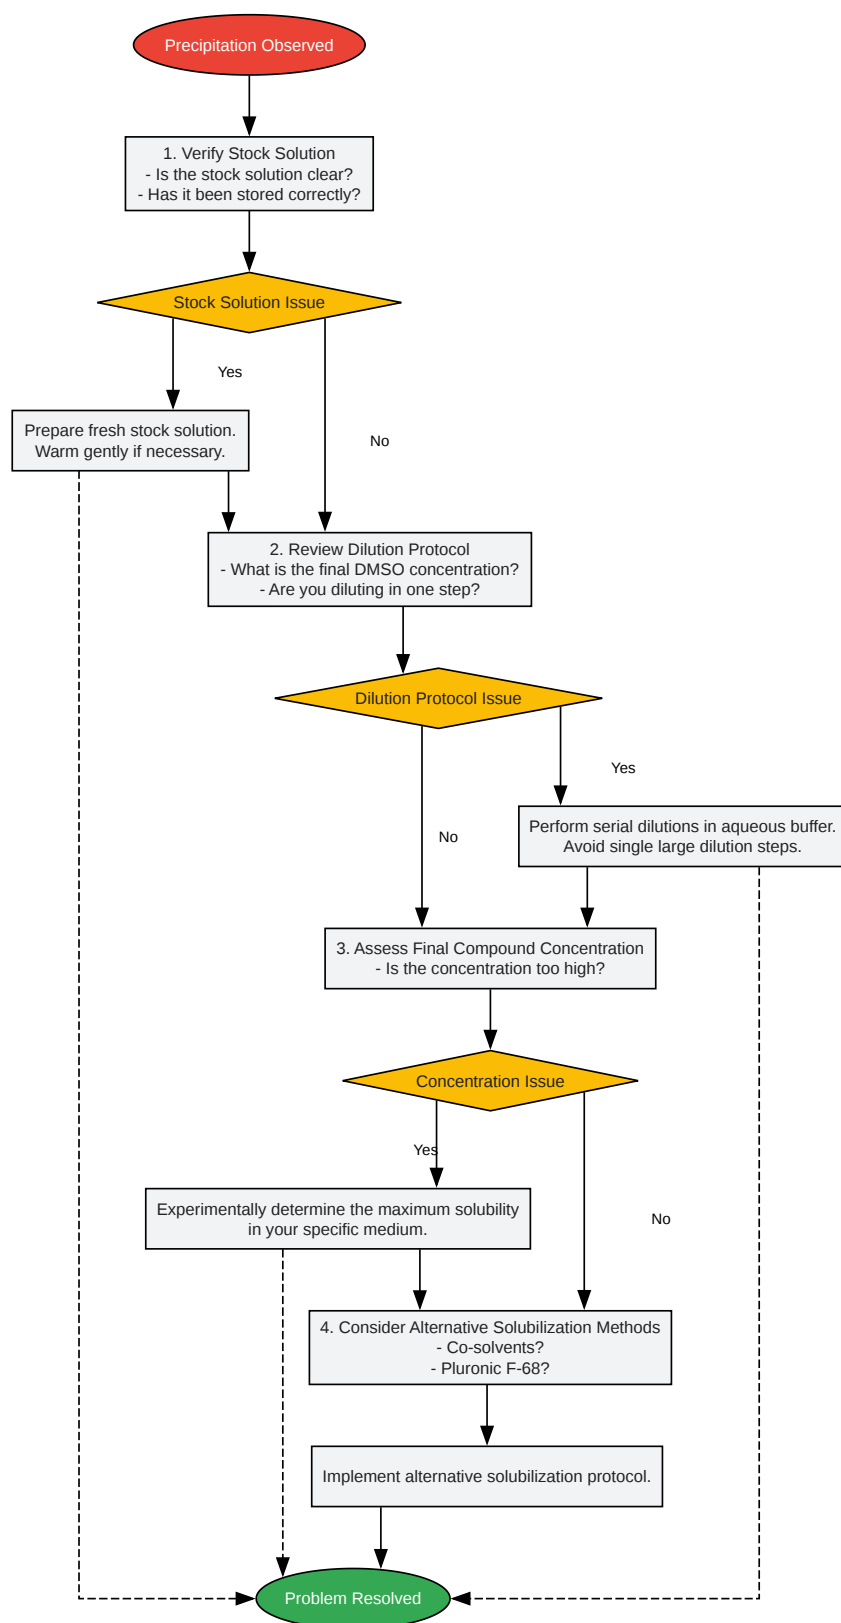 Precipitation Observed
1. Verify Stock Solution
- Is the stock solution clear?
- Has it been stored correctly?
Stock Solution Issue
Yes
Prepare fresh stock solution.
Warm gently if necessary.
No
2. Review Dilution Protocol
- What is the final DMSO concentration?
- Are you diluting in one step?
Dilution Protocol Issue
Yes
Perform serial dilutions in aqueous buffer.
Avoid single large dilution steps.
No
3. Assess Final Compound Concentration
- Is the concentration too high?
Concentration Issue
Yes
Experimentally determine the maximum solubility
in your specific medium.
No
4. Consider Alternative Solubilization Methods
- Co-solvents?
- Pluronic F-68?
Implement alternative solubilization protocol.
Problem Resolved